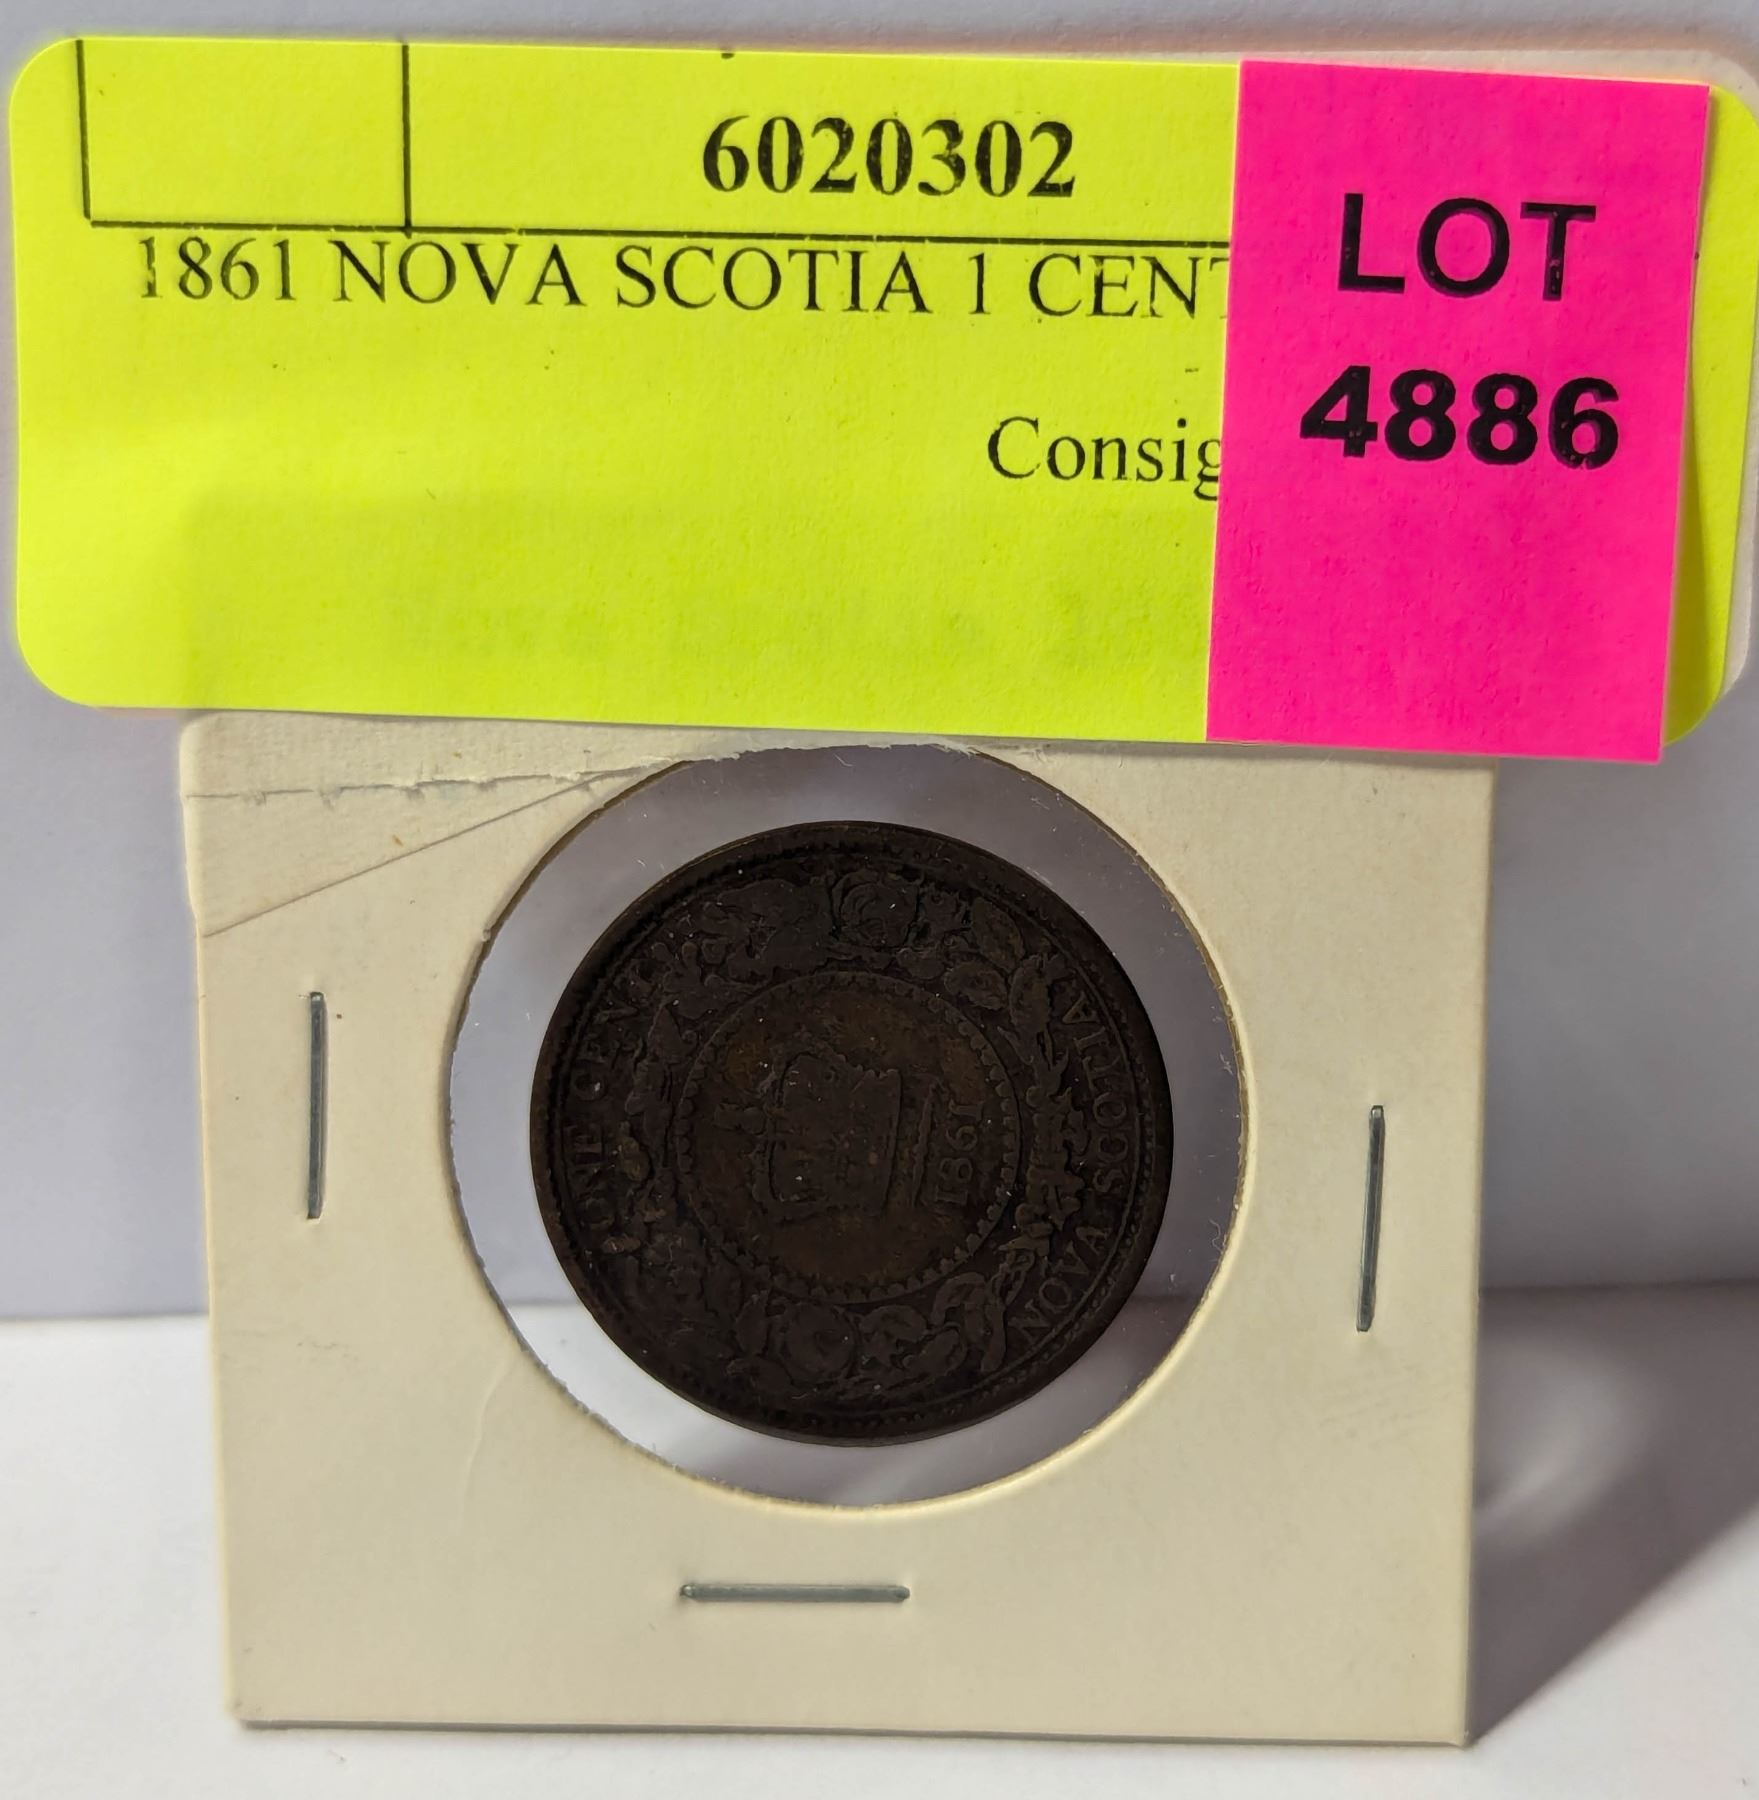 6020302
1861 NOVA SCOTIA 1 CENT
Consig
LOT
4886
ONE CENT
1861
NOVA SCOTIA